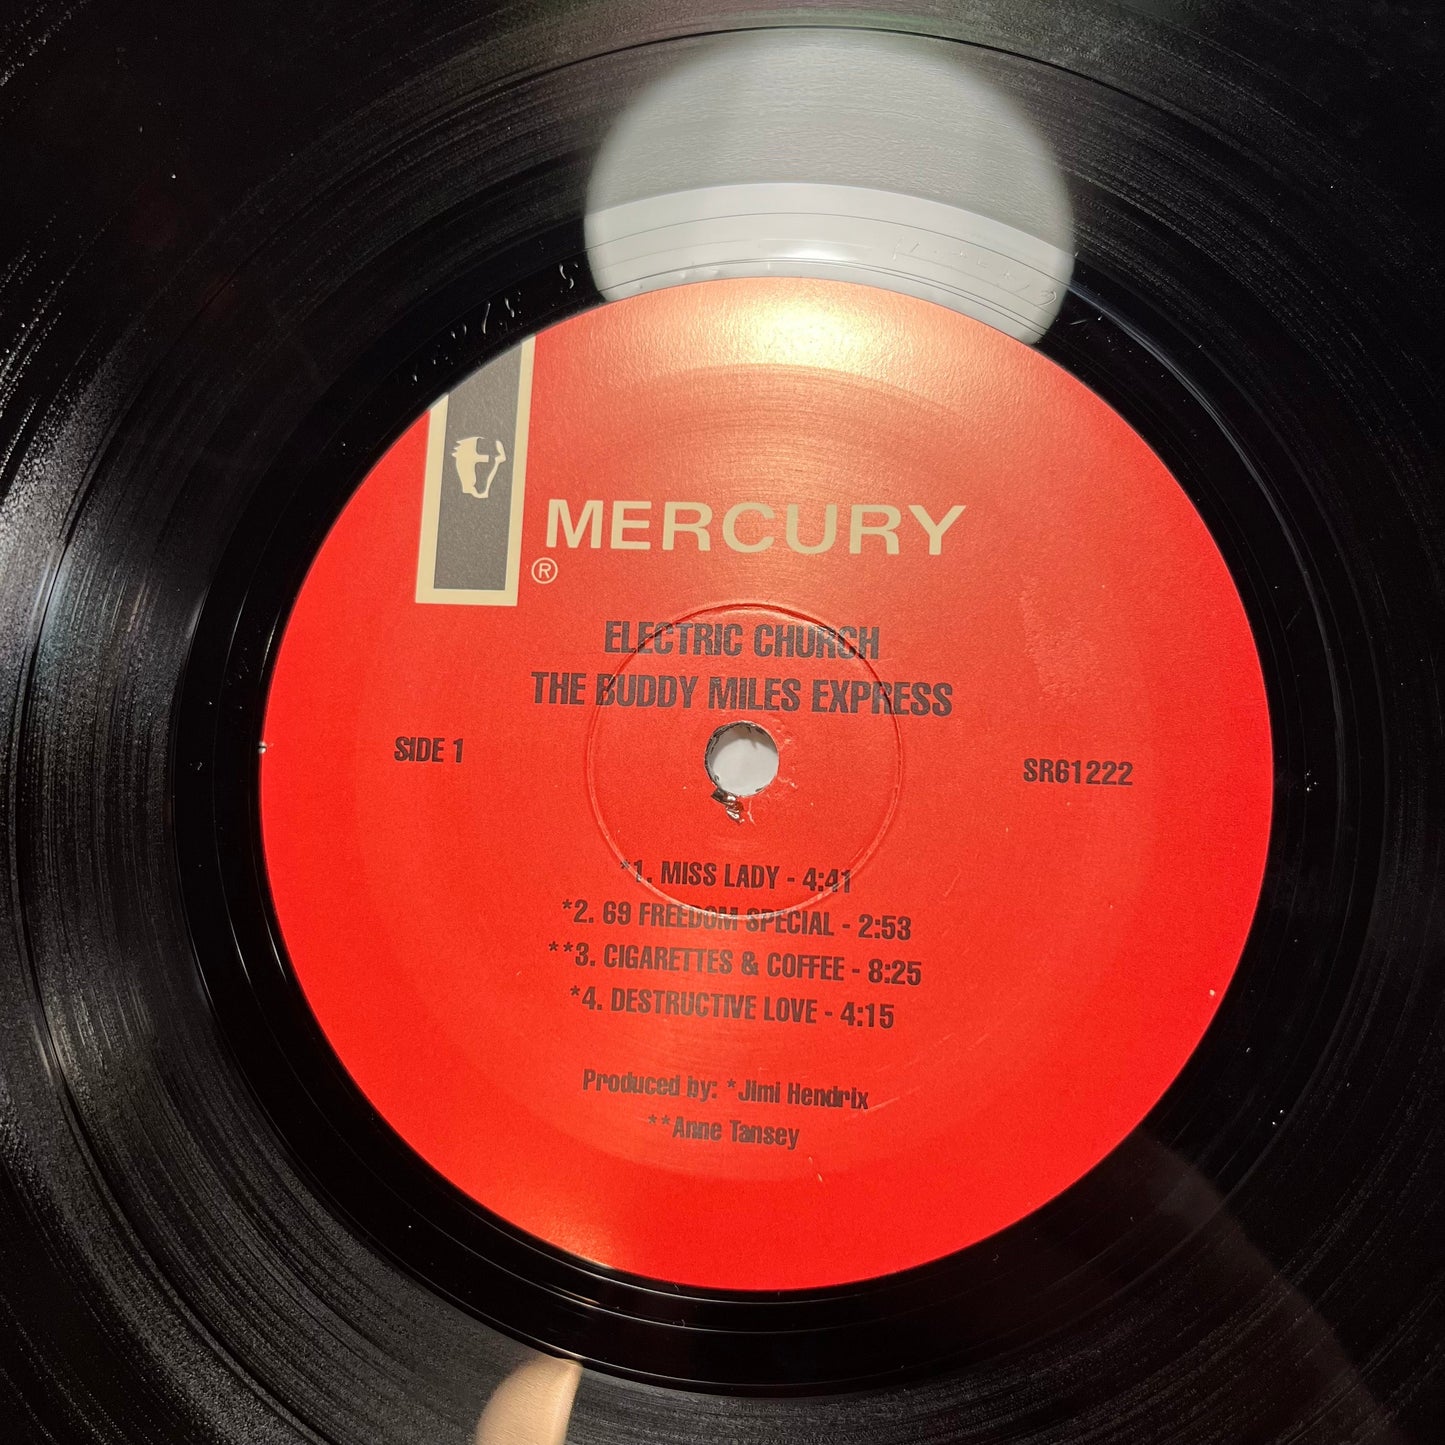 MERCURY
®
ELECTRIC CHURCH
THE BUDDY MILES EXPRESS
SIDE 1
SR61222
*1. MISS LADY - 4:41
*2. 69 FREEDOM SPECIAL - 2:53
**3. CIGARETTES & COFFEE - 8:25
*4. DESTRUCTIVE LOVE - 4:15
Produced by: *Jimi Hendrix
**Anne Tansey